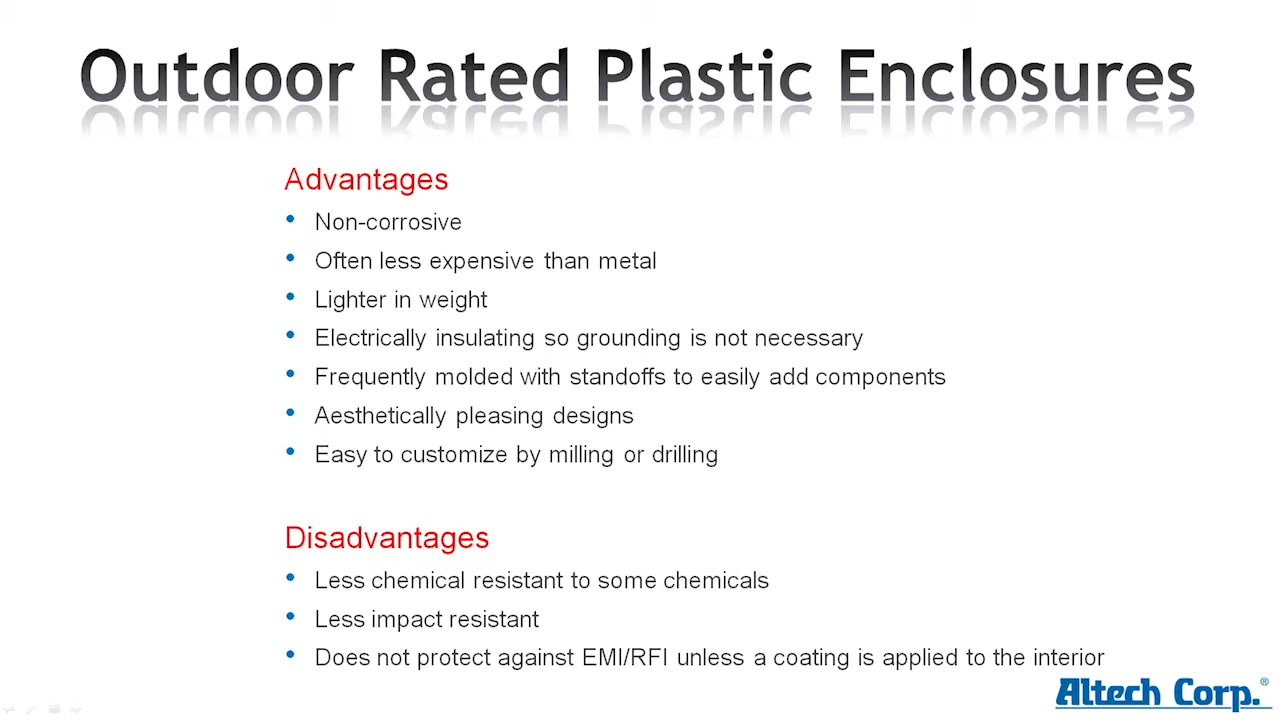 Outdoor Rated Plastic Enclosures
Advantages
• Non-corrosive
• Often less expensive than metal
• Lighter in weight
• Electrically insulating so grounding is not necessary
• Frequently molded with standoffs to easily add components
• Aesthetically pleasing designs
• Easy to customize by milling or drilling
Disadvantages
• Less chemical resistant to some chemicals
• Less impact resistant
• Does not protect against EMI/RFI unless a coating is applied to the interior
Altech Corp.®